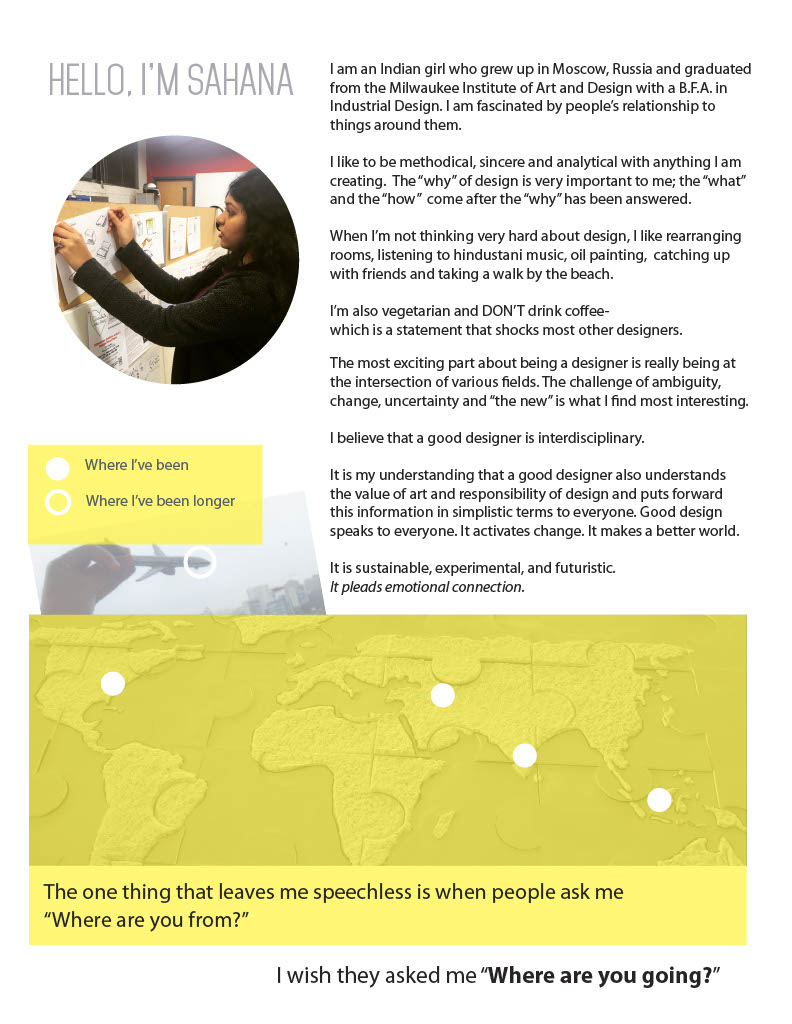 HELLO, I'M SAHANA
I am an Indian girl who grew up in Moscow, Russia and graduated
from the Milwaukee Institute of Art and Design with a B.F.A. in
Industrial Design. I am fascinated by people's relationship to
things around them.
I like to be methodical, sincere and analytical with anything I am
creating. The “why” of design is very important to me; the “what”
and the “how” come after the “why” has been answered.
When I'm not thinking very hard about design, I like rearranging
rooms, listening to hindustani music, oil painting, catching up
with friends and taking a walk by the beach.
I'm also vegetarian and DON'T drink coffee-
which is a statement that shocks most other designers.
The most exciting part about being a designer is really being at
the intersection of various fields. The challenge of ambiguity,
change, uncertainty and “the new” is what I find most interesting.
I believe that a good designer is interdisciplinary.
It is my understanding that a good designer also understands
the value of art and responsibility of design and puts forward
this information in simplistic terms to everyone. Good design
speaks to everyone. It activates change. It makes a better world.
It is sustainable, experimental, and futuristic.
It pleads emotional connection.
Where I've been
Where I've been longer
The one thing that leaves me speechless is when people ask me
“Where are you from?”
I wish they asked me “Where are you going?”